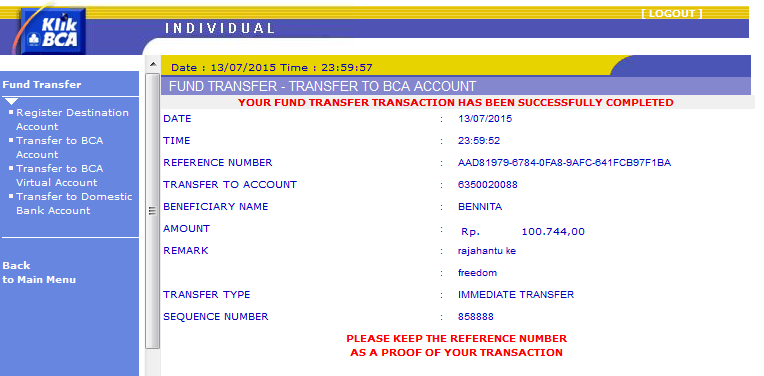 [ LOGOUT ]
Klik
BCA
INDIVIDUAL
Date : 13/07/2015 Time : 23:59:57
Fund Transfer
Register Destination
Account
Transfer to BCA
Account
Transfer to BCA
Virtual Account
Transfer to Domestic
Bank Account
Back
to Main Menu
FUND TRANSFER - TRANSFER TO BCA ACCOUNT
YOUR FUND TRANSFER TRANSACTION HAS BEEN SUCCESSFULLY COMPLETED
DATE : 13/07/2015
TIME : 23:59:52
REFERENCE NUMBER : AAD81979-6784-0FA8-9AFC-641FCB97F1BA
TRANSFER TO ACCOUNT : 6350020088
BENEFICIARY NAME : BENNITA
AMOUNT : Rp. 100.744,00
REMARK : rajahantu ke
: freedom
TRANSFER TYPE : IMMEDIATE TRANSFER
SEQUENCE NUMBER : 858888
PLEASE KEEP THE REFERENCE NUMBER
AS A PROOF OF YOUR TRANSACTION